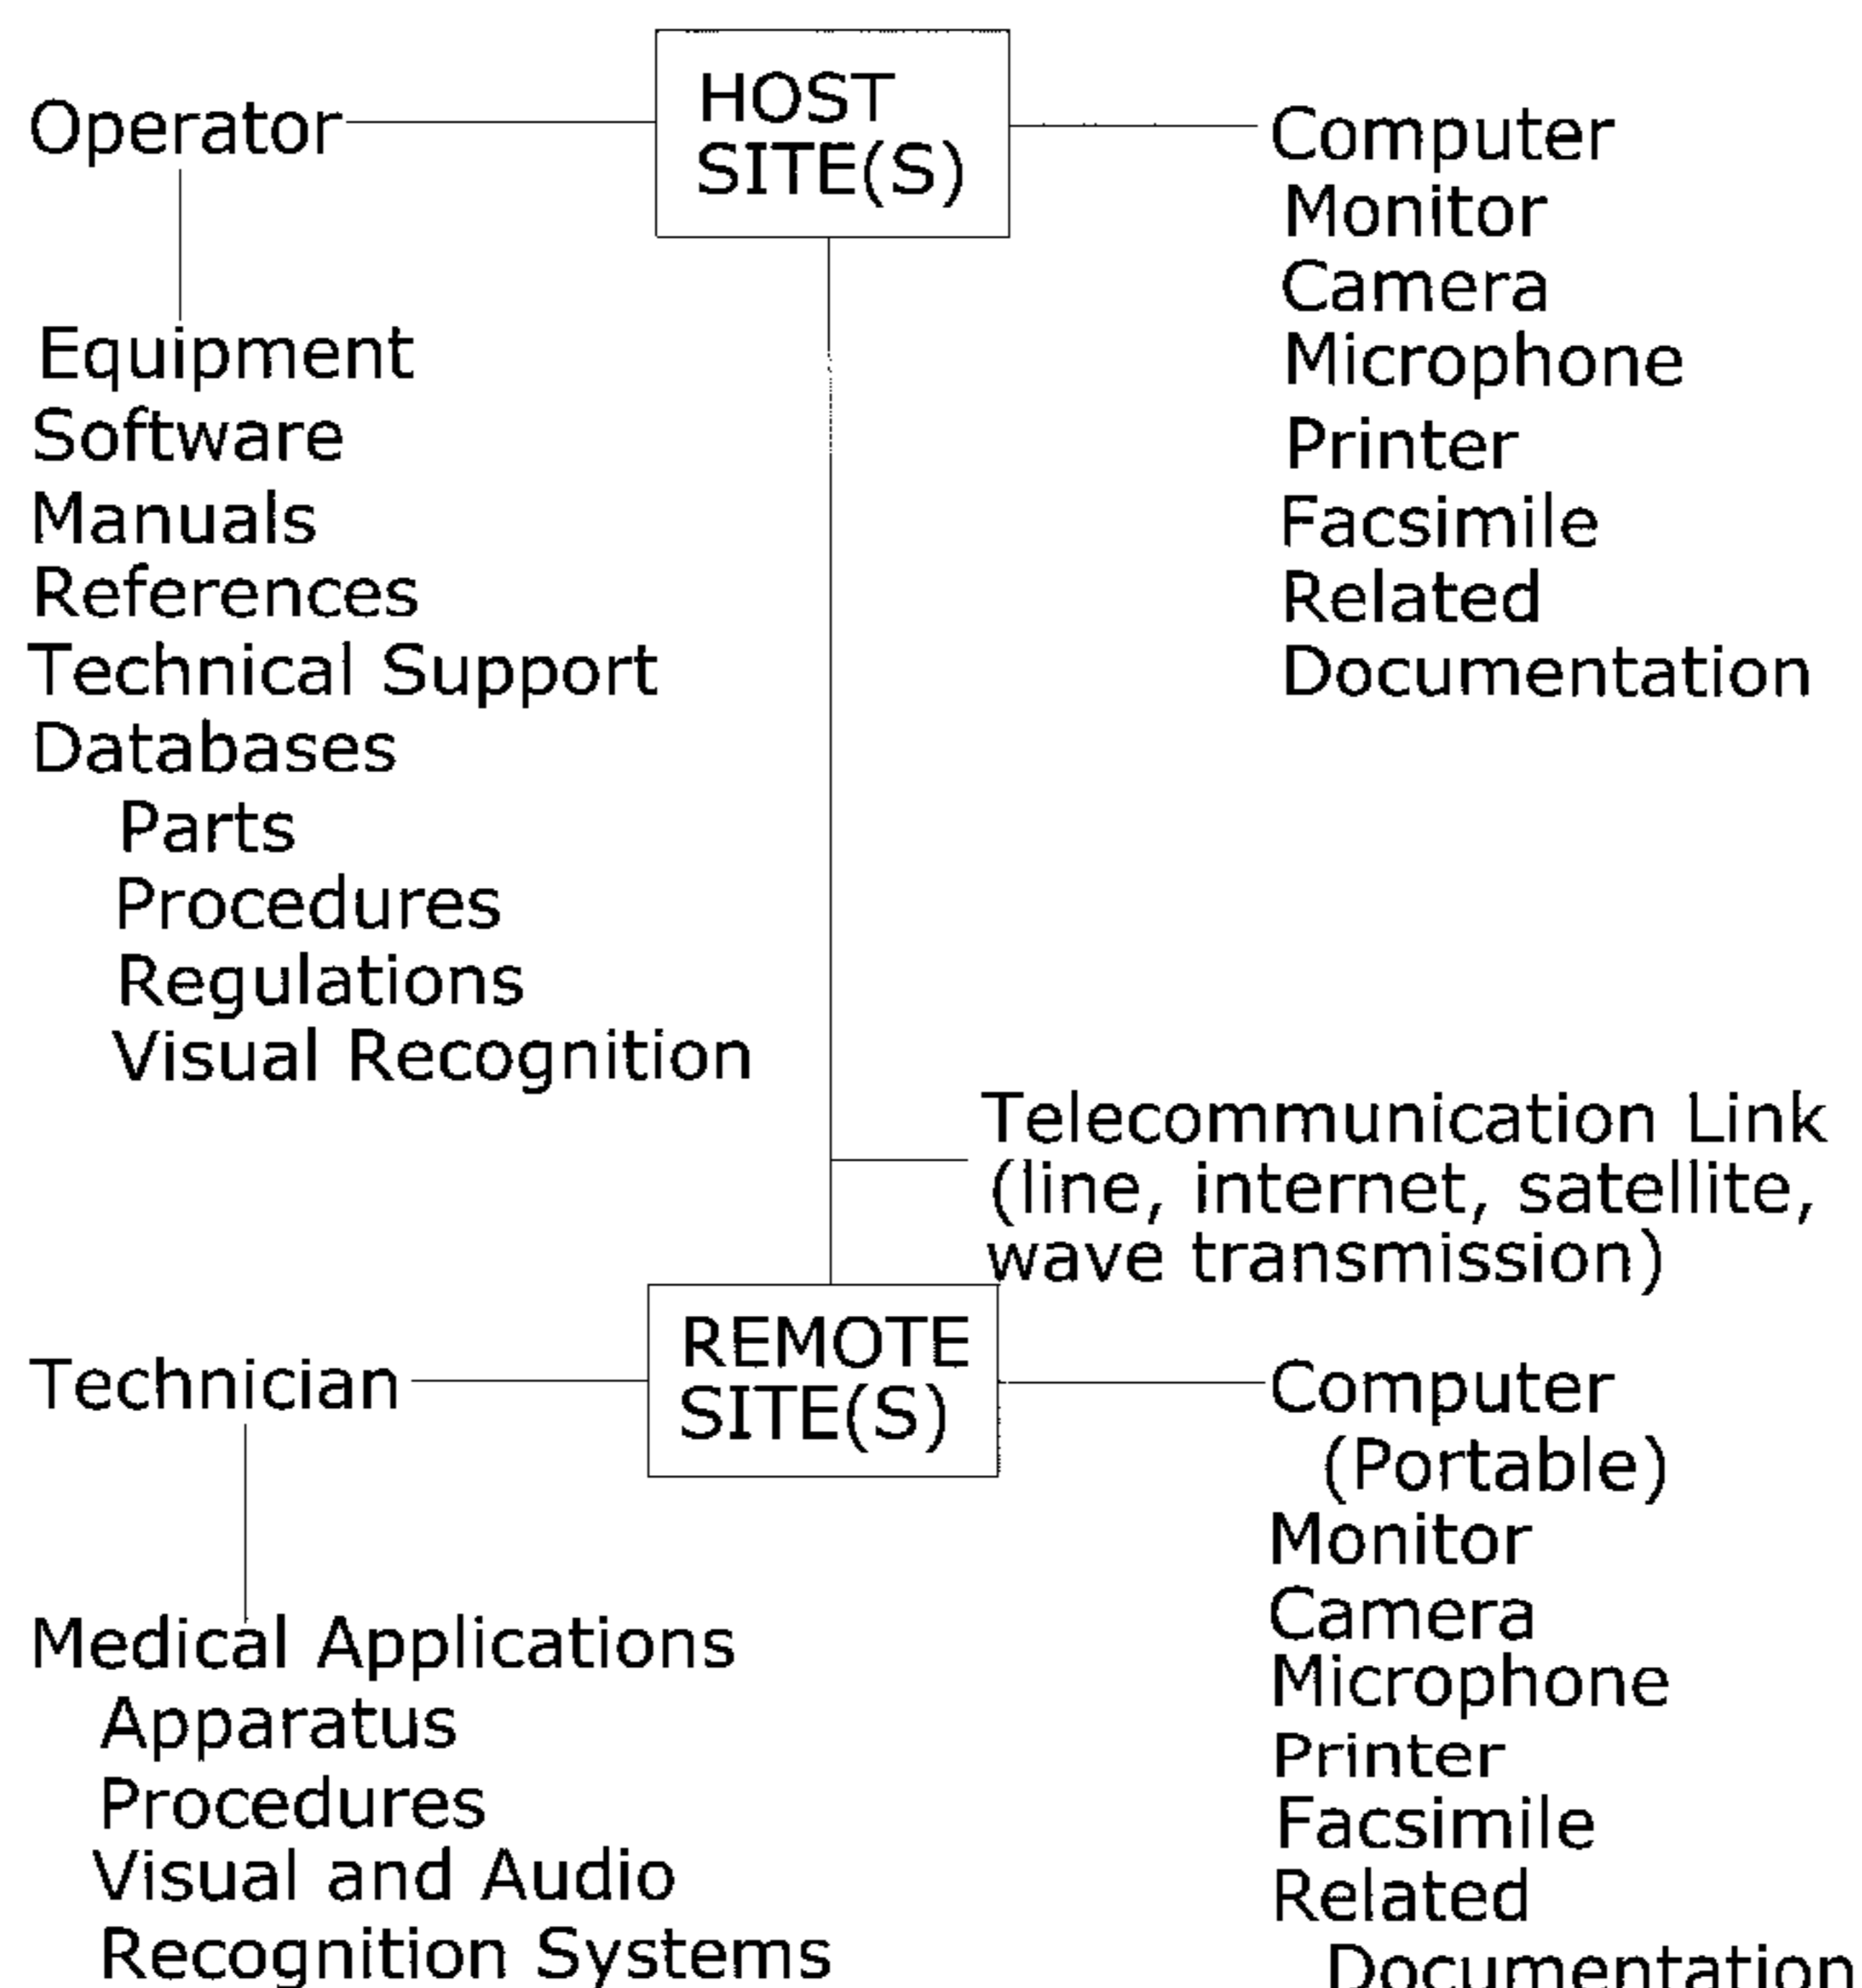 HOST
SITE(S)
Operator
Equipment
Software
Manuals
References
Technical Support
Databases
Parts
Procedures
Regulations
Visual Recognition
Computer
Monitor
Camera
Microphone
Printer
Facsimile
Related
Documentation
Telecommunication Link
(line, internet, satellite,
wave transmission)
REMOTE
SITE(S)
Technician
Medical Applications
Apparatus
Procedures
Visual and Audio
Recognition Systems
Computer
(Portable)
Monitor
Camera
Microphone
Printer
Facsimile
Related
Documentation